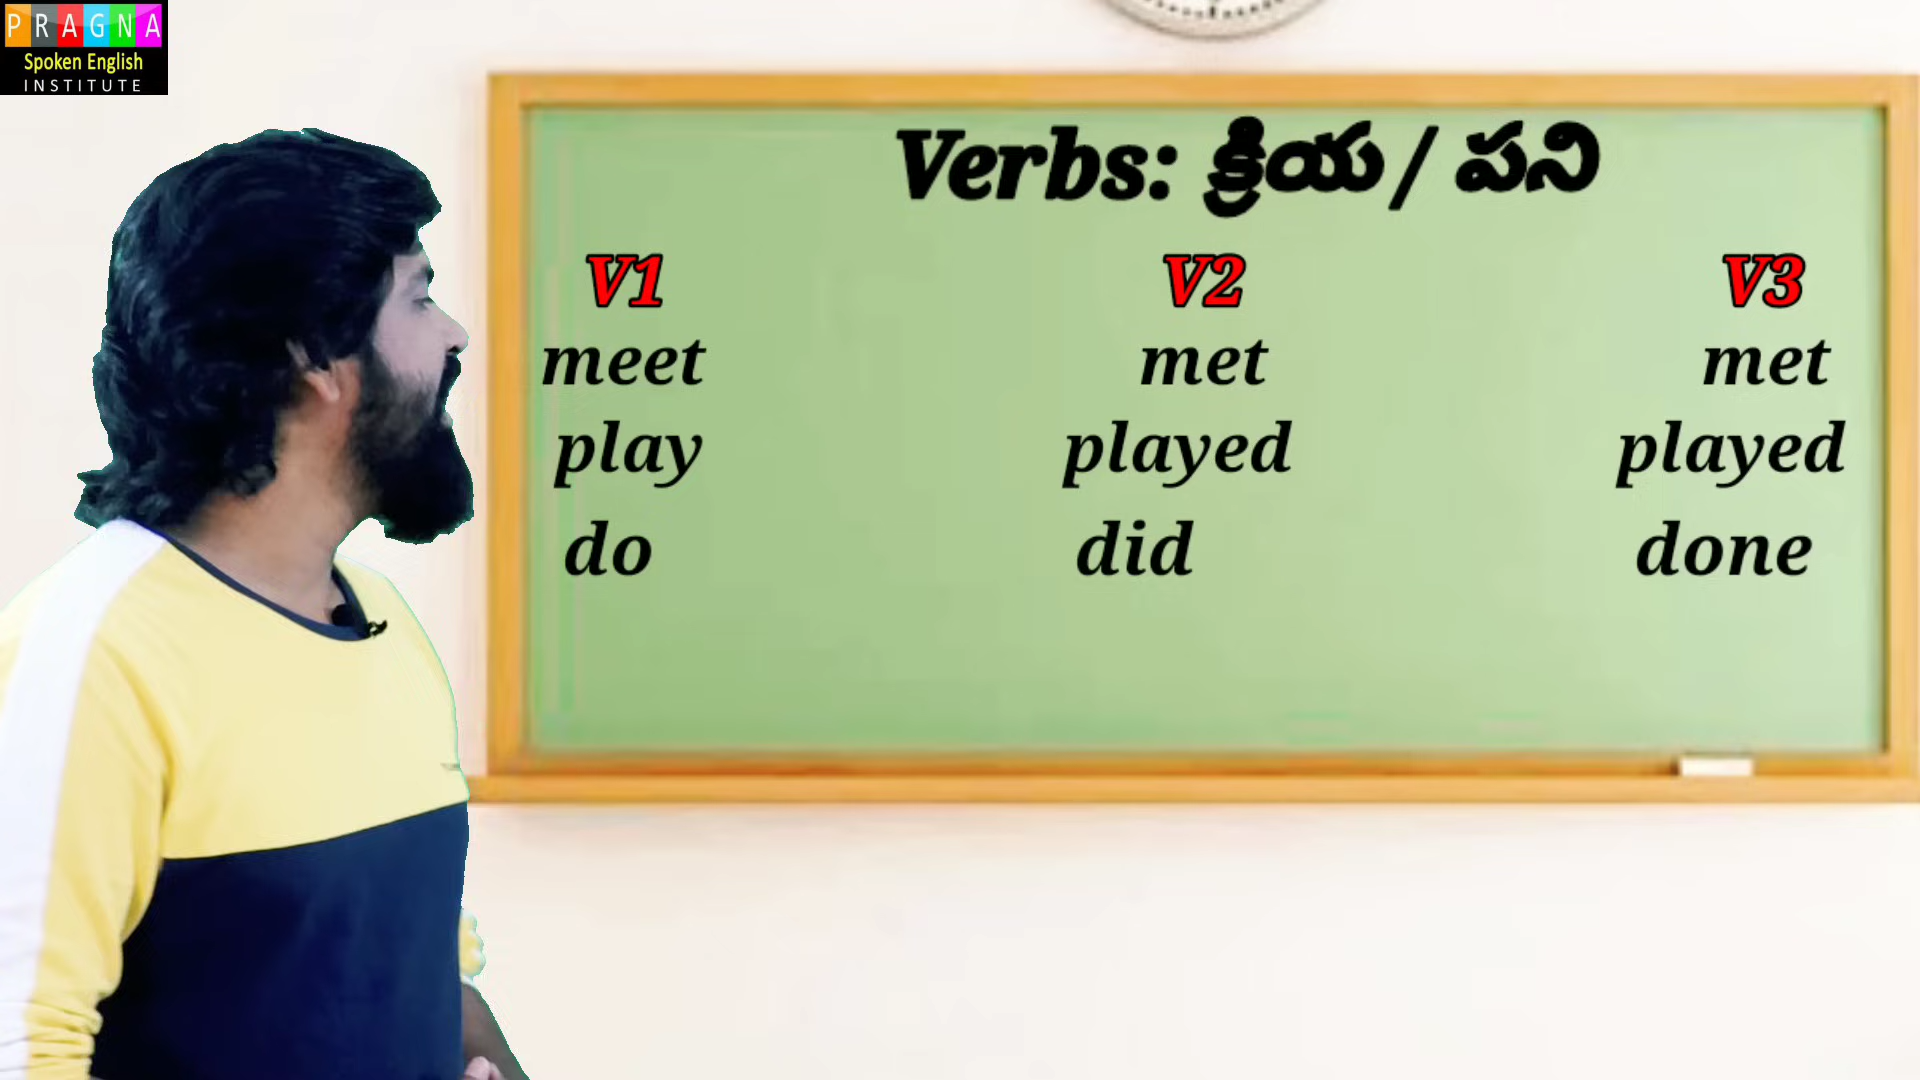 PRAGNA
Spoken English
INSTITUTE
Verbs: క్రియ / పని
V1 V2 V3
meet met met
play played played
do did done